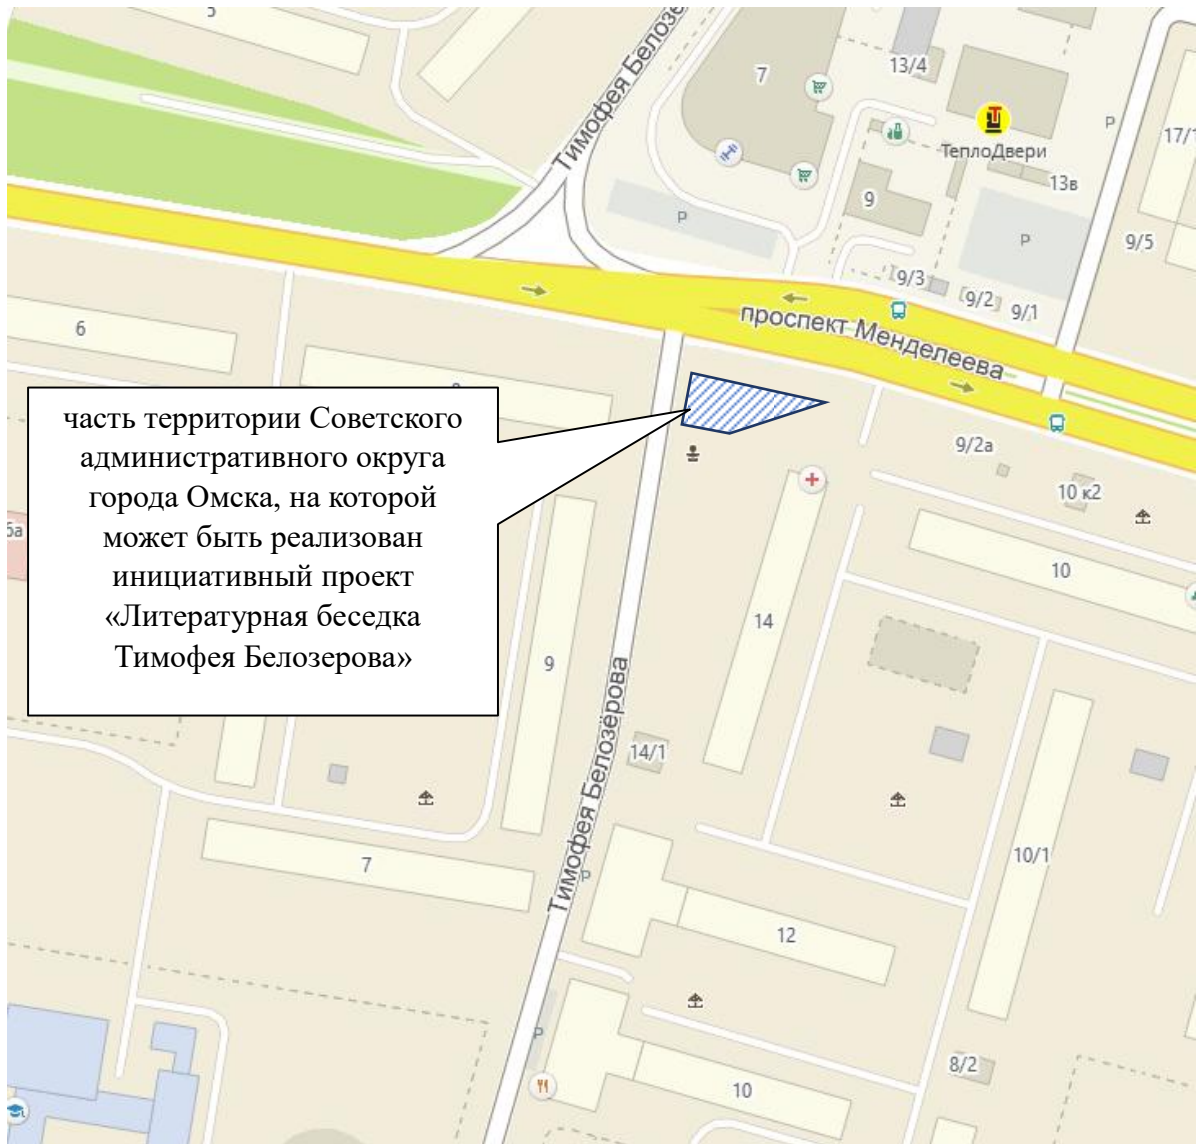 5
Тимофея Белозе
7
13/4
ТеплоДвери
P
17/1
13в
9
P
P
9/5
9/3
9/2
9/1
6
проспект Менделеева
часть территории Советского
административного округа
города Омска, на которой
может быть реализован
инициативный проект
«Литературная беседка
Тимофея Белозерова»
9/2а
10 к2
10
14
9
Тимофея Белозёрова
14/1
7
P
10/1
12
P
8/2
10